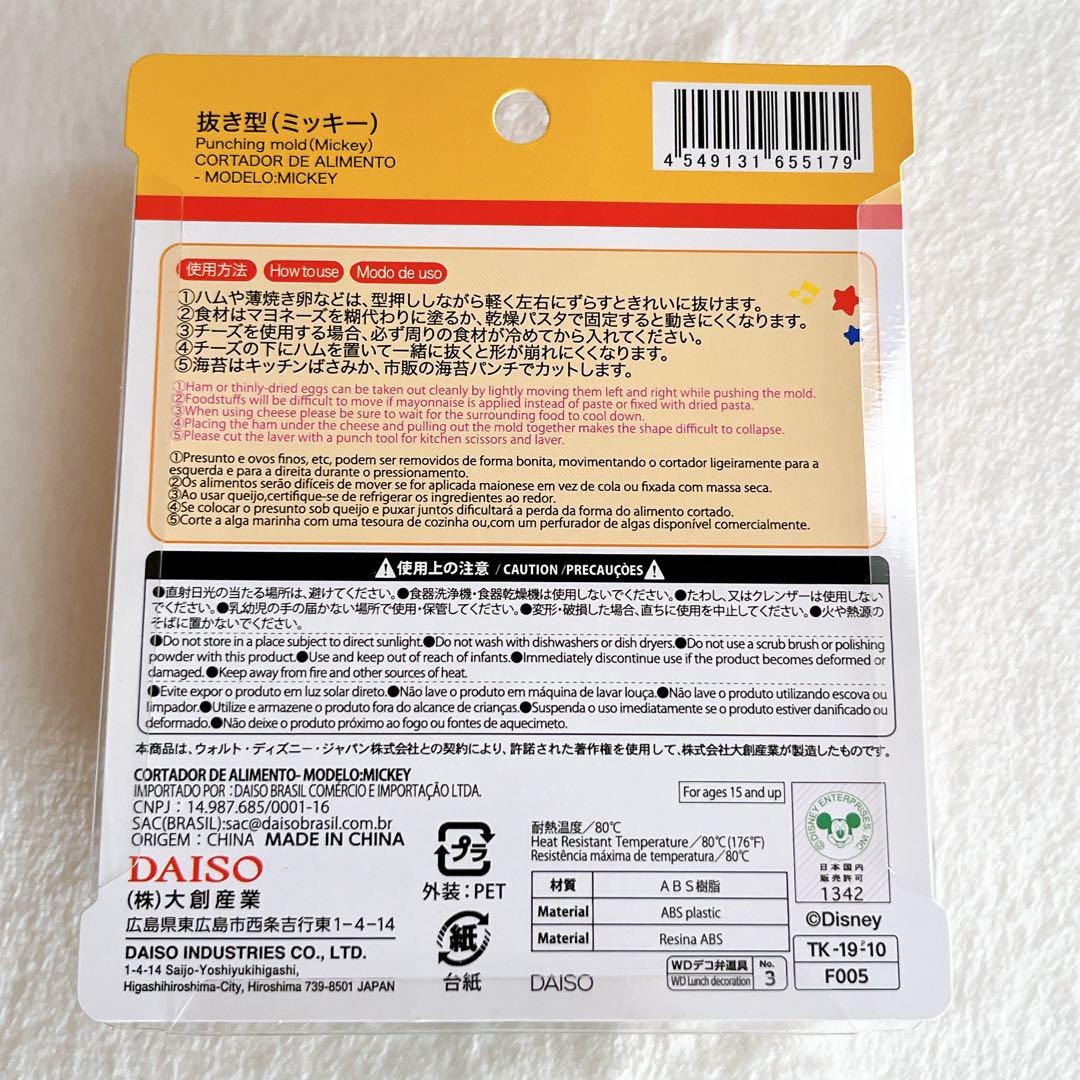 抜き型(ミッキー)
Punching mold(Mickey)
CORTADOR DE ALIMENTO
- MODELO:MICKEY
4 549131 655179
使用方法 How to use Modo de uso
①ハムや薄焼き卵などは、型押ししながら軽く左右にずらすときれいに抜けます。
②食材はマヨネーズを糊代わりに塗るか、乾燥パスタで固定すると動きにくくなります。
③チーズを使用する場合、必ず周りの食材が冷めてから入れてください。
④チーズの下にハムを置いて一緒に抜くと形が崩れにくくなります。
⑤海苔はキッチンばさみか、市販の海苔パンチでカットします。
①Ham or thinly-dried eggs can be taken out cleanly by lightly moving them left and right while pushing the mold.
②Foodstuffs will be difficult to move if mayonnaise is applied instead of paste or fixed with dried pasta.
③When using cheese please be sure to wait for the surrounding food to cool down.
④Placing the ham under the cheese and pulling out the mold together makes the shape difficult to collapse.
⑤Please cut the laver with a punch tool for kitchen scissors and laver.
①Presunto e ovos finos, etc, podem ser removidos de forma bonita, movimentando o cortador ligeiramente para a
esquerda e para a direita durante o pressionamento.
②Os alimentos serão difíceis de mover se for aplicada maionese em vez de cola ou fixada com massa seca.
③Ao usar queijo,certifique-se de refrigerar os ingredientes ao redor.
④Se colocar o presunto sob queijo e puxar juntos dificultará a perda da forma do alimento cortado.
⑤Corte a alga marinha com uma tesoura de cozinha ou,com um perfurador de algas disponível comercialmente.
使用上の注意 / CAUTION /PRECAUÇÕES
●直射日光の当たる場所は、避けてください。●食器洗浄機・食器乾燥機は使用しないでください。●たわし、又はクレンザーは使用しない
でください。●乳幼児の手の届かない場所で使用・保管してください。●変形・破損した場合、直ちに使用を中止してください。●火や熱源の
そばに置かないでください。
●Do not store in a place subject to direct sunlight.●Do not wash with dishwashers or dish dryers.●Do not use a scrub brush or polishing
powder with this product.●Use and keep out of reach of infants.●Immediately discontinue use if the product becomes deformed or
damaged.●Keep away from fire and other sources of heat.
●Evite expor o produto em luz solar direto.●Não lave o produto em máquina de lavar louça.●Não lave o produto utilizando escova ou
limpador.●Utilize e armazene o produto fora do alcance de crianças.●Suspenda o uso imediatamente se o produto estiver danificado ou
deformado.●Não deixe o produto próximo ao fogo ou fontes de aquecimeto.
本商品は、ウォルト・ディズニー・ジャパン株式会社との契約により、許諾された著作権を使用して、株式会社大創産業が製造したものです。
CORTADOR DE ALIMENTO- MODELO:MICKEY
IMPORTADO POR :DAISO BRASIL COMÉRCIO E IMPORTAÇÃO LTDA.
CNPJ : 14.987.685/0001-16
SAC(BRASIL):sac@daisobrasil.com.br
ORIGEM : CHINA MADE IN CHINA
DAISO
(株)大創産業
広島県東広島市西条吉行東1-4-14
DAISO INDUSTRIES CO., LTD.
1-4-14 Saijo-Yoshiyukihigashi,
Higashihiroshima-City, Hiroshima 739-8501 JAPAN
プラ
外装:PET
紙
台紙
For ages 15 and up
耐熱温度/80℃
Heat Resistant Temperature/80℃(176°F)
Resistência máxima de temperatura/80℃
材質 ABS樹脂
Material ABS plastic
Material Resina ABS
DAISO
WDデコ弁道具
WD Lunch decoration
No.
3
©DISNEY ENTERPRISES, INC
日本国内
販売許可
1342
©Disney
TK-19-P-10
F005